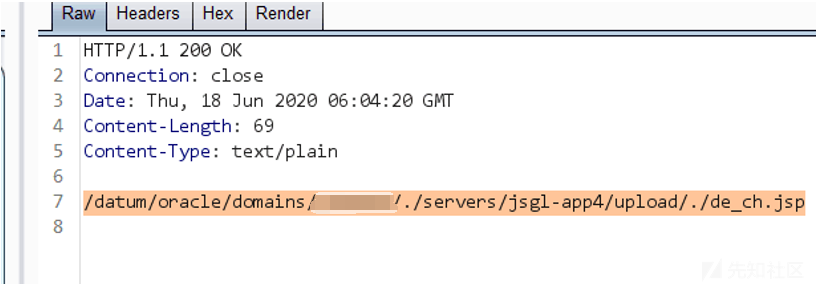 Raw Headers Hex Render
1 HTTP/1.1 200 OK
2 Connection: close
3 Date: Thu, 18 Jun 2020 06:04:20 GMT
4 Content-Length: 69
5 Content-Type: text/plain
6
7 /datum/oracle/domains/ /./servers/jsgl-app4/upload/./de_ch.jsp
8
先知社区